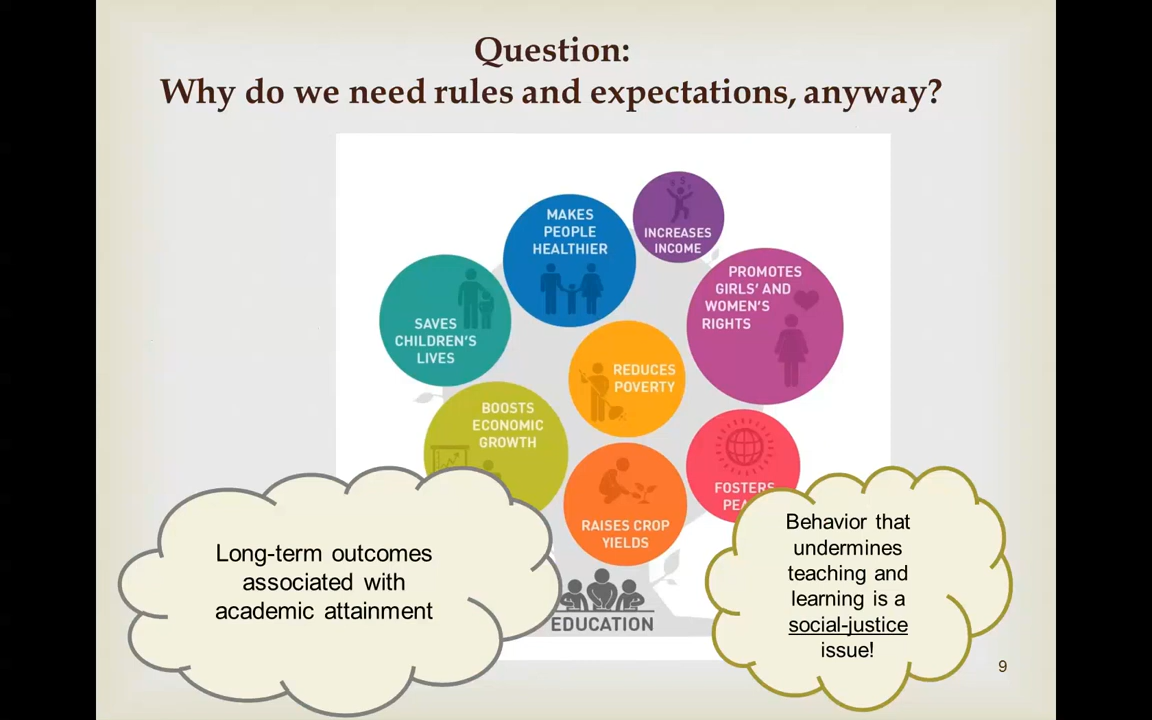 Question:
Why do we need rules and expectations, anyway?
INCREASES
INCOME
MAKES
PEOPLE
HEALTHIER
PROMOTES
GIRLS' AND
WOMEN'S
RIGHTS
SAVES
CHILDREN'S
LIVES
REDUCES
POVERTY
BOOSTS
ECONOMIC
GROWTH
FOSTERS
RAISES CROP
YIELDS
EDUCATION
Long-term outcomes
associated with
academic attainment
Behavior that
undermines
teaching and
learning is a
social-justice
issue!
9